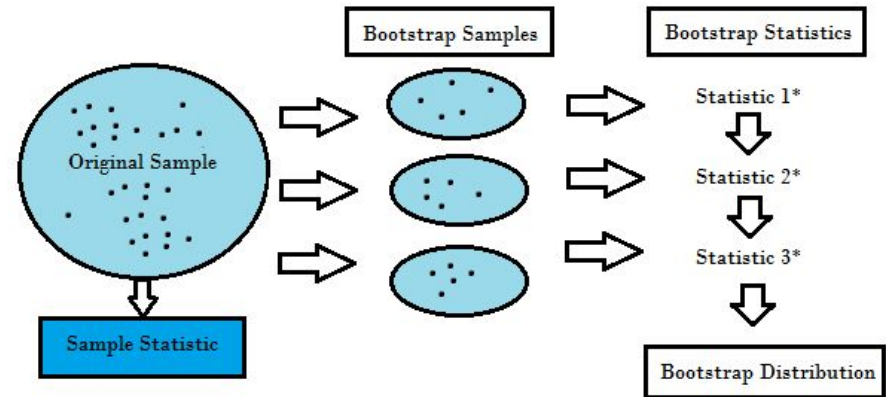 Bootstrap Samples
Bootstrap Statistics
Original Sample
Statistic 1*
Statistic 2*
Statistic 3*
Sample Statistic
Bootstrap Distribution